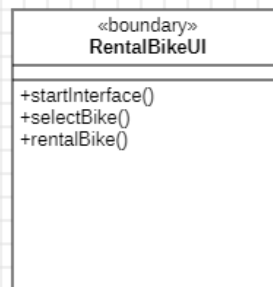 «boundary»
RentalBikeUI
+startInterface()
+selectBike()
+rentalBike()